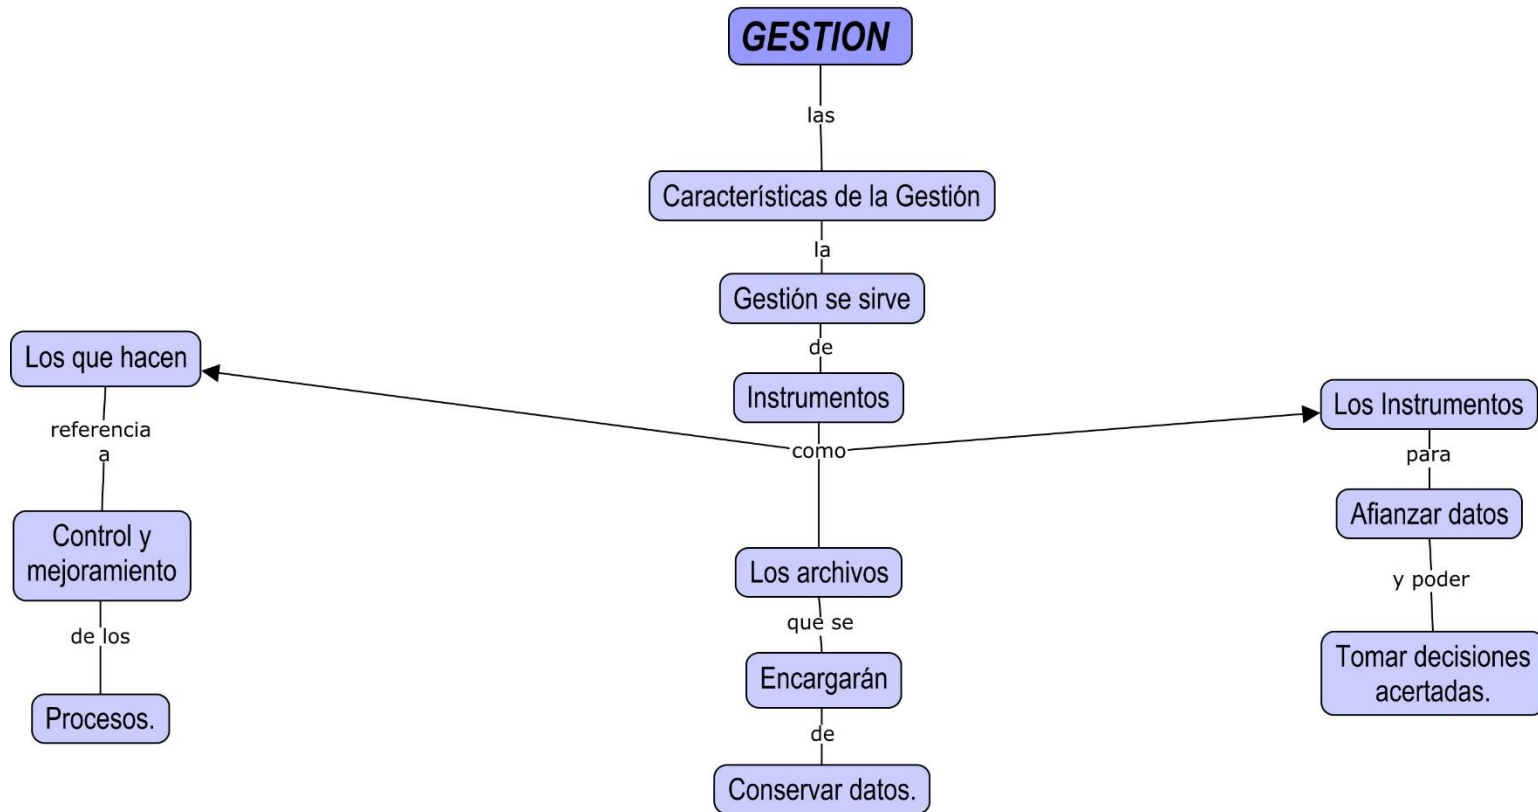 GESTION
las
Características de la Gestión
la
Gestión se sirve
de
Instrumentos
como
Los que hacen
referencia
a
Control y
mejoramiento
de los
Procesos.
Los archivos
que se
Encargarán
de
Conservar datos.
Los Instrumentos
para
Afianzar datos
y poder
Tomar decisiones
acertadas.